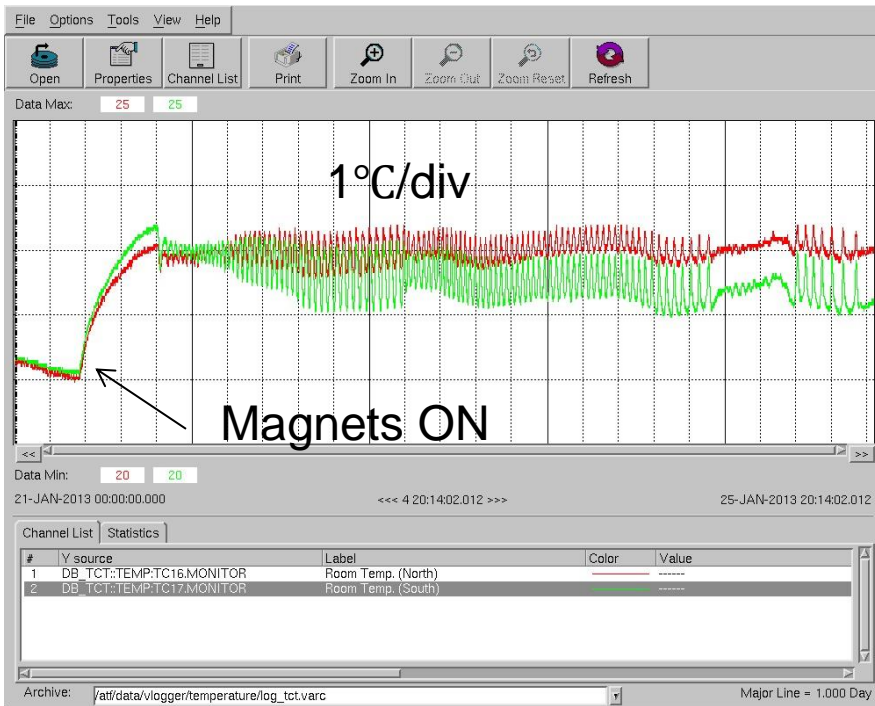 File Options Tools View Help
Open Properties Channel List Print Zoom In Zoom Out Zoom Reset Refresh
Data Max: 25 25
1℃/div
Magnets ON
<< >>
Data Min: 20 20
21-JAN-2013 00:00:00.000 <<< 4 20:14:02.012 >>> 25-JAN-2013 20:14:02.012
Channel List Statistics
# Y source Label Color Value
1 DB_TCT::TEMP:TC16.MONITOR Room Temp. (North) ------
2 DB_TCT::TEMP:TC17.MONITOR Room Temp. (South) ------
Archive: /atf/data/vlogger/temperature/log_tct.varc Major Line = 1.000 Day